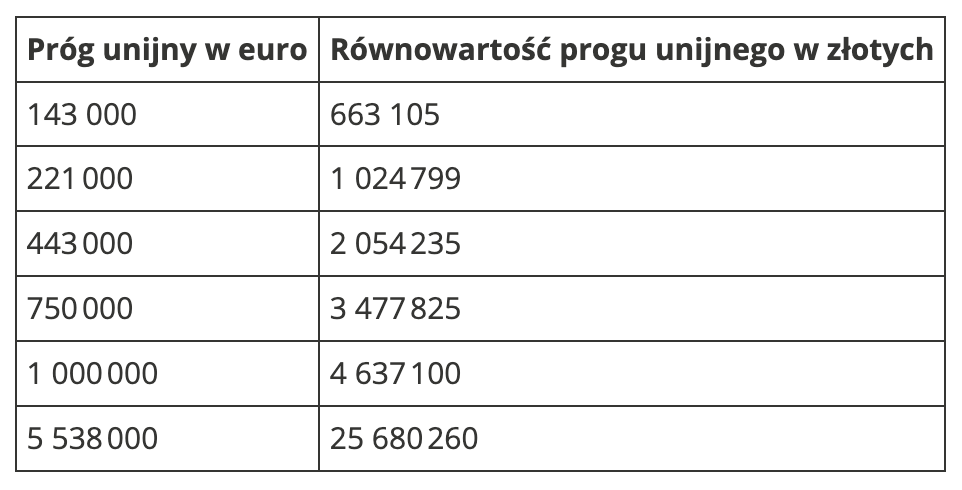 Próg unijny w euro Równowartość progu unijnego w złotych
143 000 663 105
221 000 1 024 799
443 000 2 054 235
750 000 3 477 825
1 000 000 4 637 100
5 538 000 25 680 260